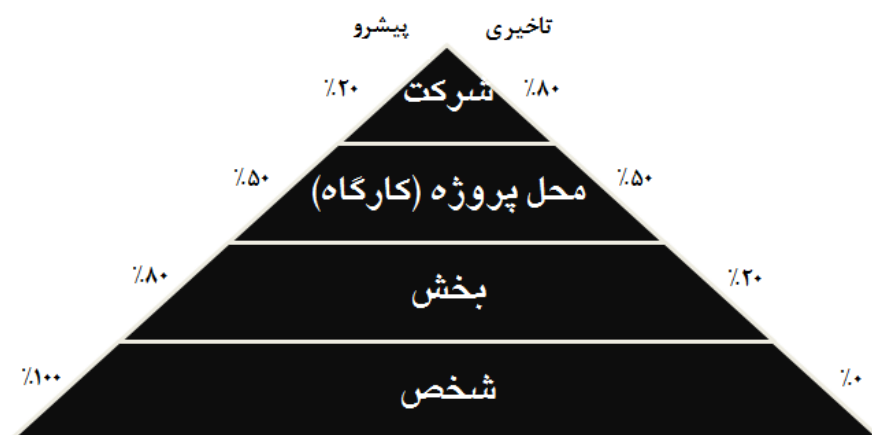 تاخیری پیشرو
٪۸۰ شرکت ٪۲۰
٪۵۰ محل پروژه (کارگاه) ٪۵۰
٪۲۰ بخش ٪۸۰
٪۰ شخص ٪۱۰۰